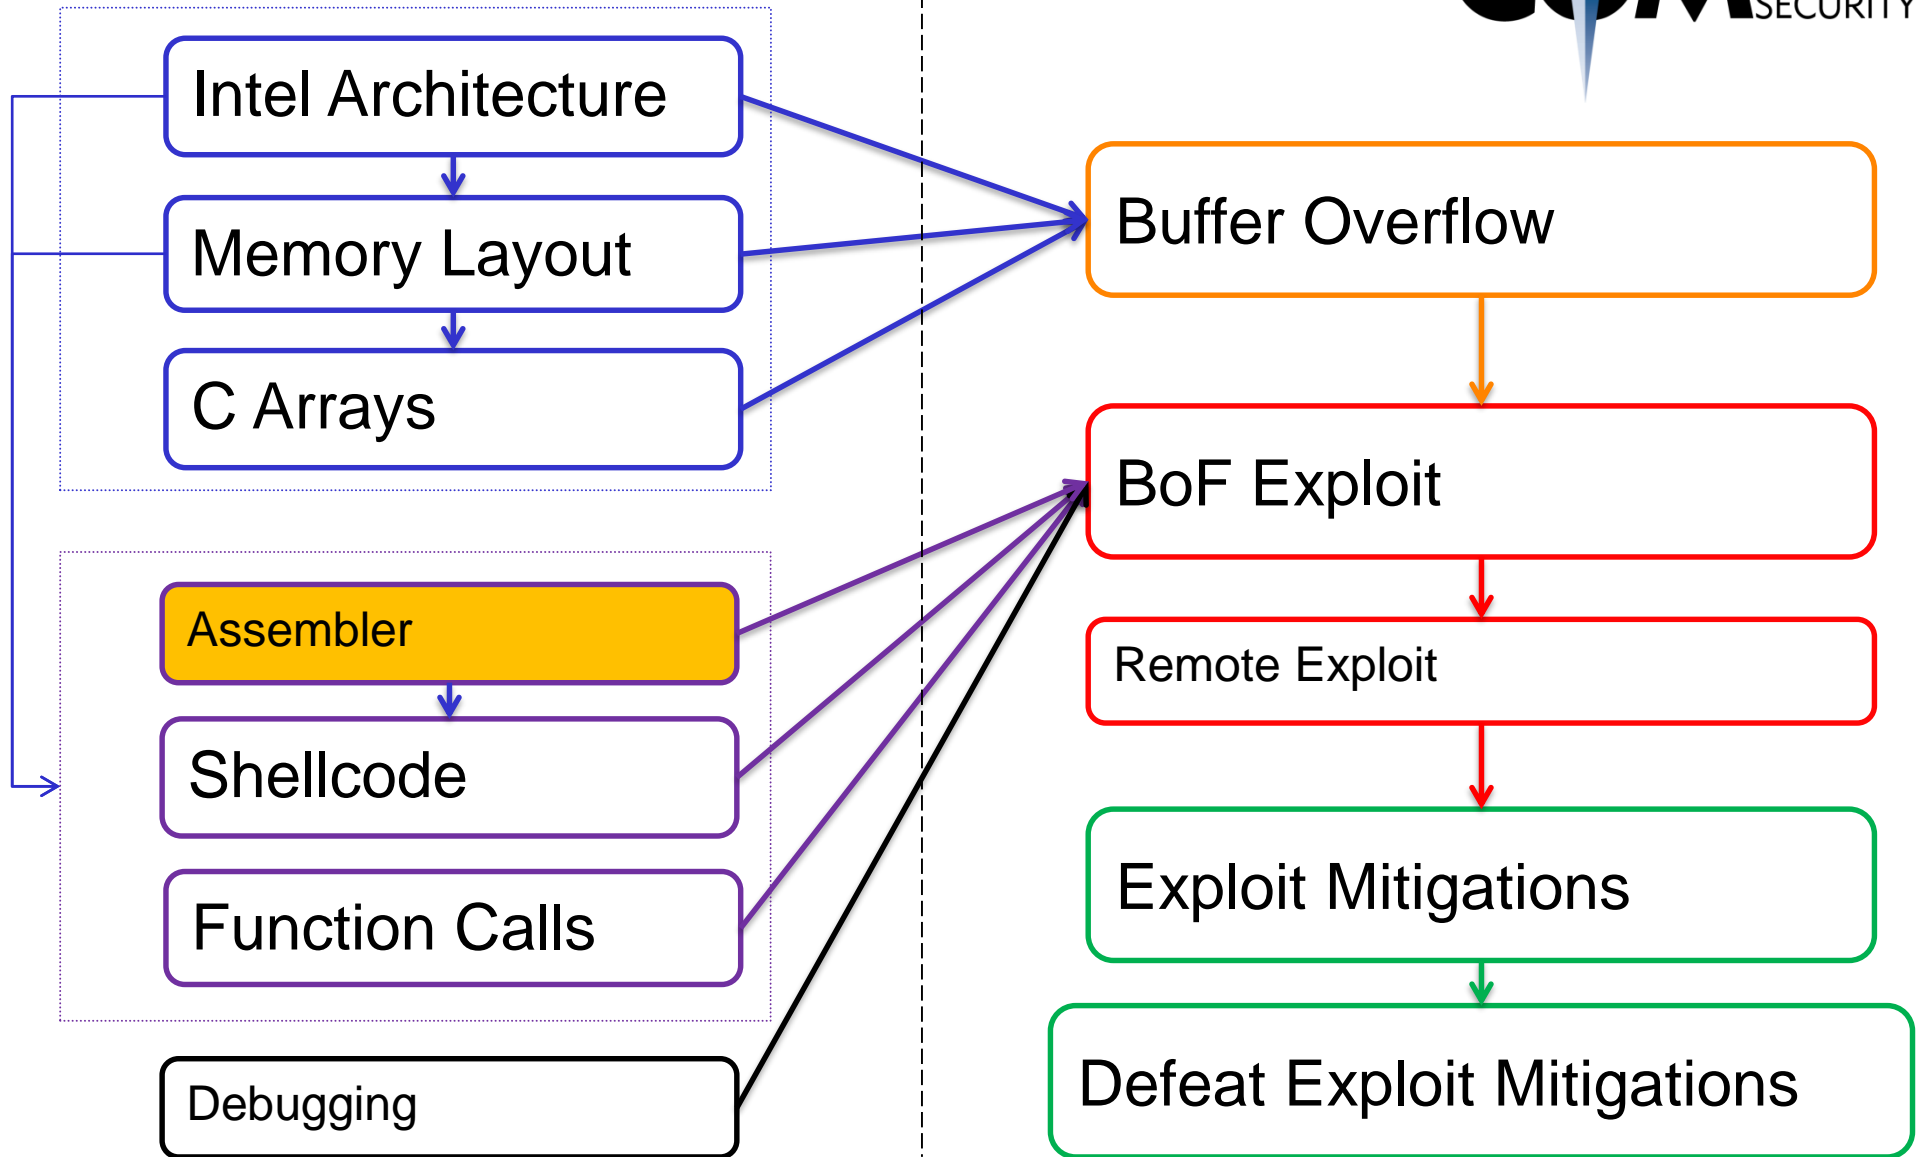 SECURITY
Intel Architecture
Memory Layout
C Arrays
Assembler
Shellcode
Function Calls
Debugging
Buffer Overflow
BoF Exploit
Remote Exploit
Exploit Mitigations
Defeat Exploit Mitigations